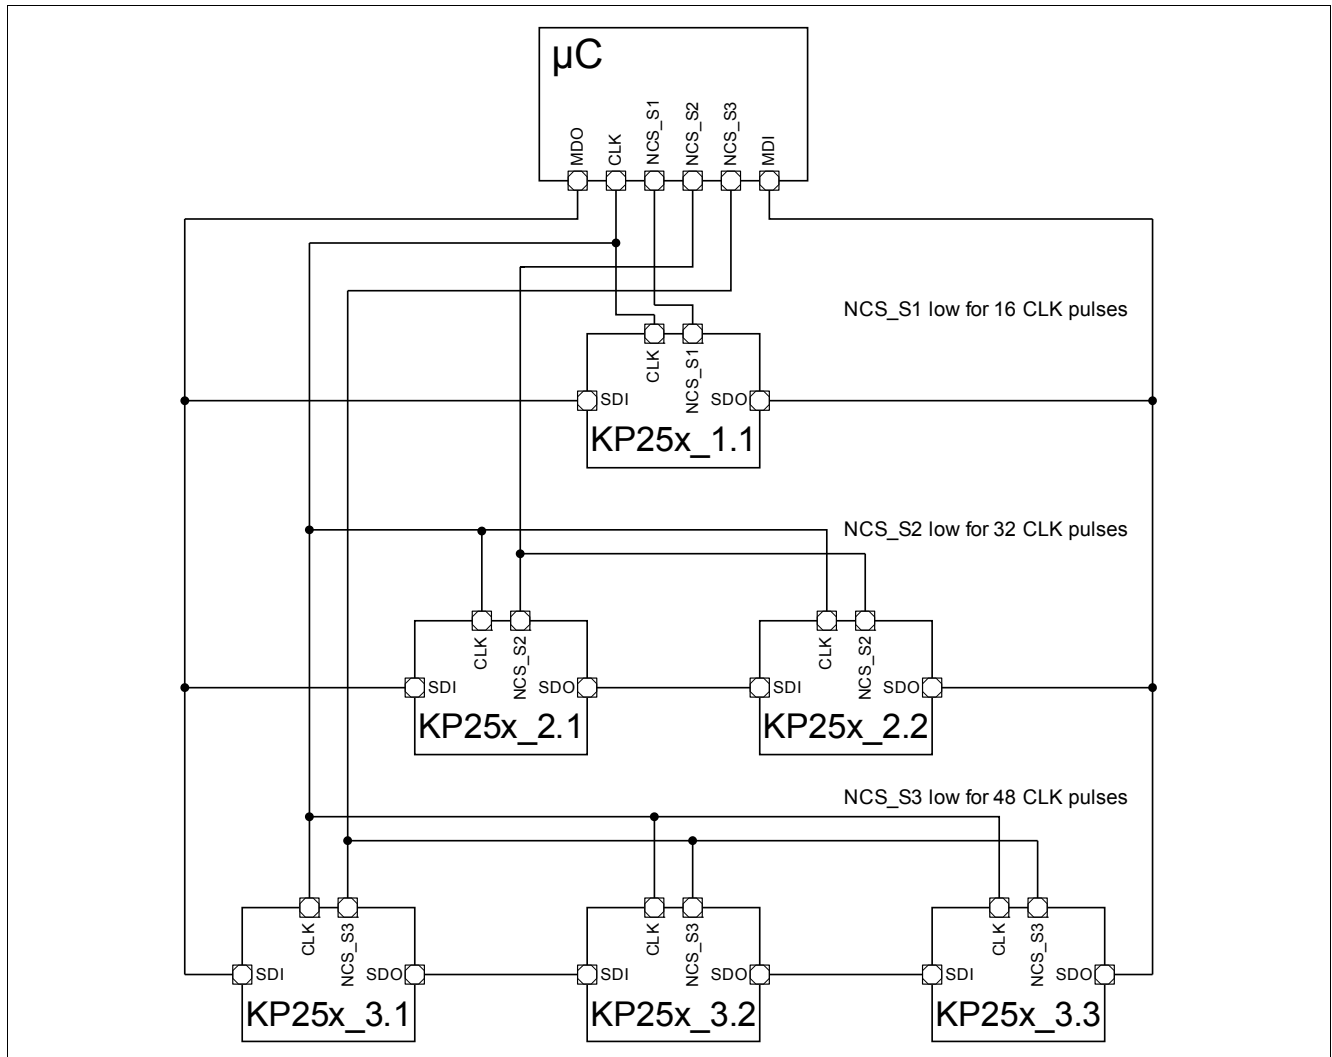 µC
MDO
CLK
NCS_S1
NCS_S2
NCS_S3
MDI
NCS_S1 low for 16 CLK pulses
CLK
NCS_S1
SDI
SDO
KP25x_1.1
NCS_S2 low for 32 CLK pulses
CLK
NCS_S2
CLK
NCS_S2
SDI
SDO
SDI
SDO
KP25x_2.1
KP25x_2.2
NCS_S3 low for 48 CLK pulses
CLK
NCS_S3
CLK
NCS_S3
CLK
NCS_S3
SDI
SDO
SDI
SDO
SDI
SDO
KP25x_3.1
KP25x_3.2
KP25x_3.3